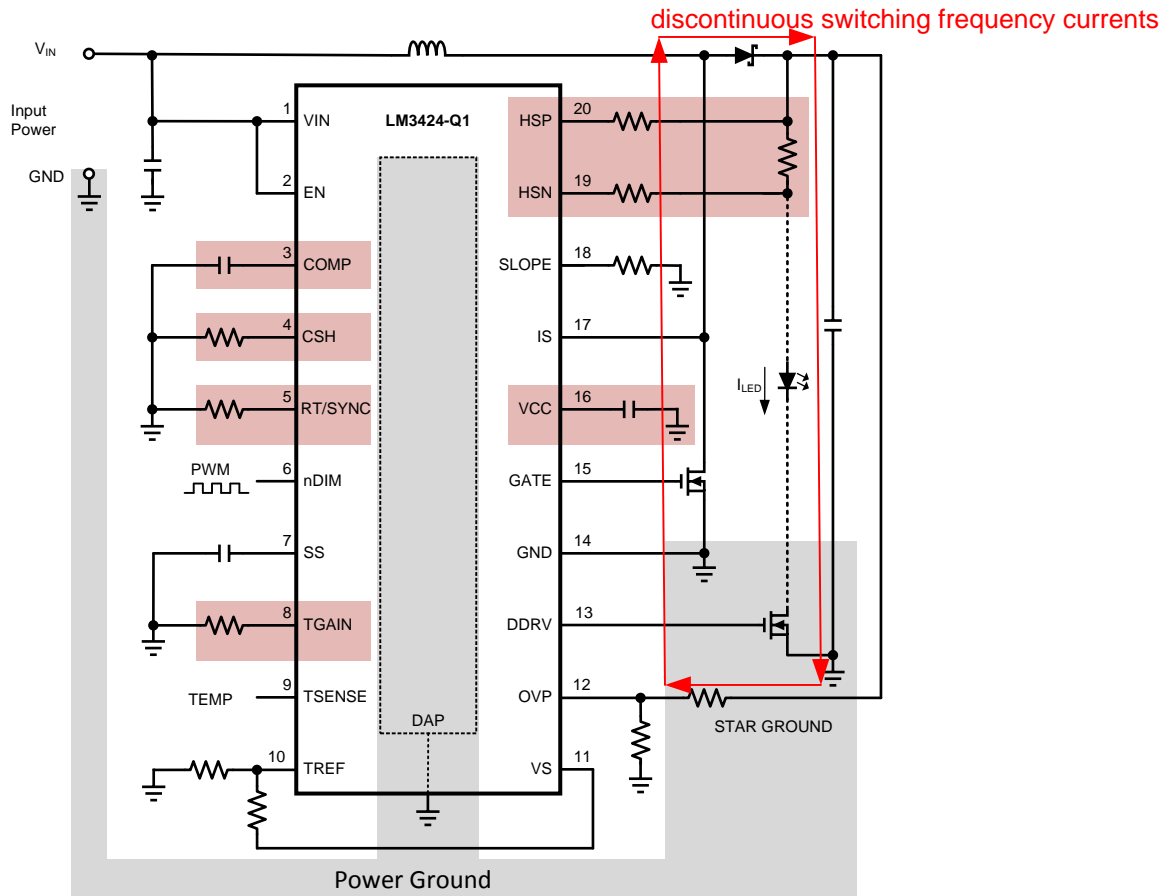 discontinuous switching frequency currents
VIN
Input
Power
GND
LM3424-Q1
1
VIN
2
EN
3
COMP
4
CSH
5
RT/SYNC
PWM
6
nDIM
7
SS
8
TGAIN
TEMP
9
TSENSE
10
TREF
DAP
20
HSP
19
HSN
18
SLOPE
17
IS
16
VCC
15
GATE
14
GND
13
DDRV
12
OVP
11
VS
ILED
STAR GROUND
Power Ground